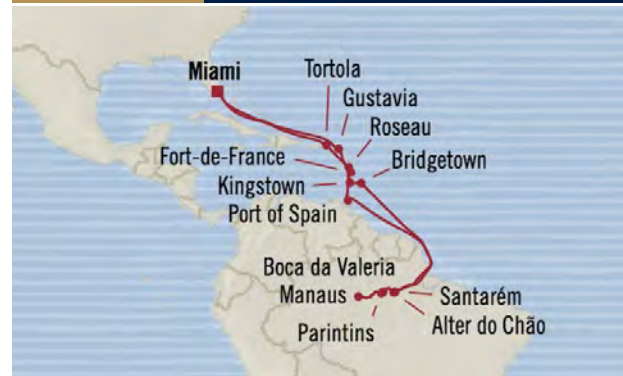 Miami
Tortola
Gustavia
Roseau
Fort-de-France
Bridgetown
Kingstown
Port of Spain
Boca da Valeria
Manaus
Santarém
Parintins
Alter do Chão